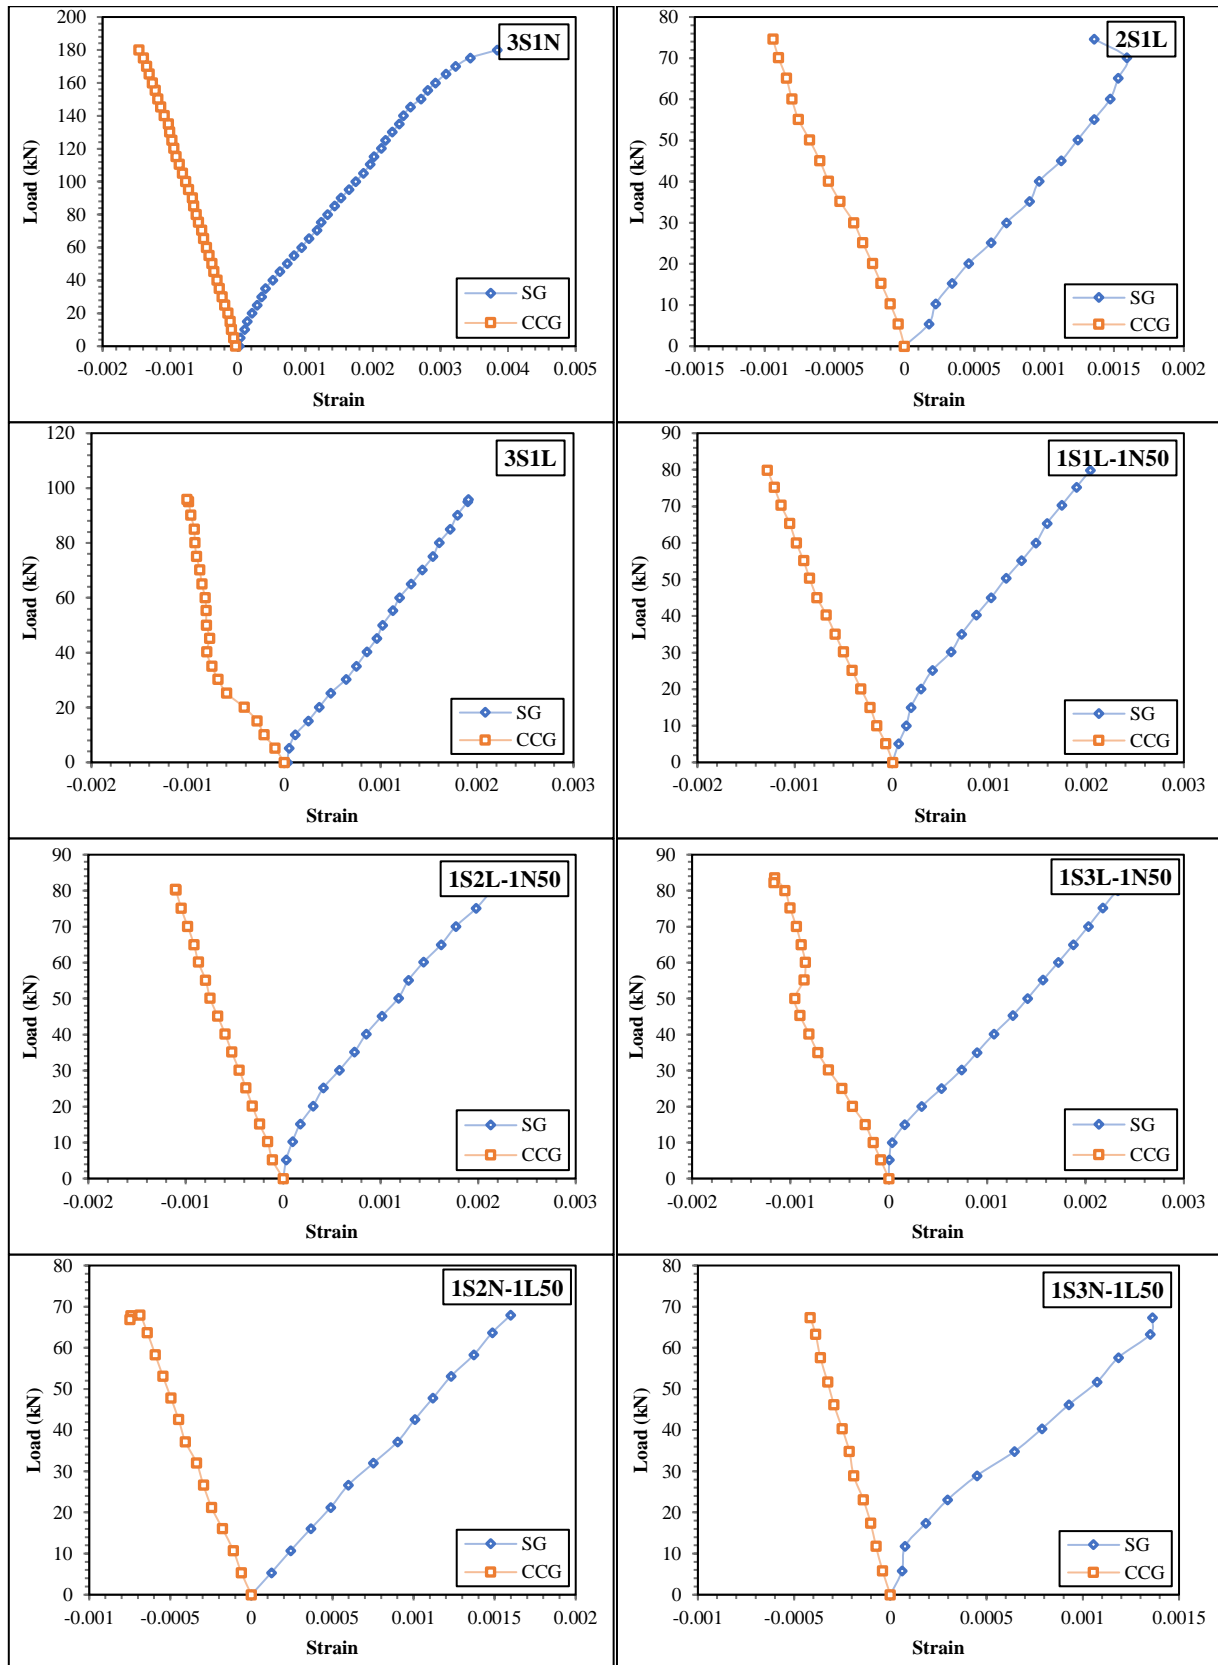 3S1N
200
180
160
140
120
100
80
60
40
20
0
Load (kN)
SG
CCG
-0.002 -0.001 0 0.001 0.002 0.003 0.004 0.005
Strain
2S1L
80
70
60
50
40
30
20
10
0
Load (kN)
SG
CCG
-0.0015 -0.001 -0.0005 0 0.0005 0.001 0.0015 0.002
Strain
3S1L
120
100
80
60
40
20
0
Load (kN)
SG
CCG
-0.002 -0.001 0 0.001 0.002 0.003
Strain
1S1L-1N50
90
80
70
60
50
40
30
20
10
0
Load (kN)
SG
CCG
-0.002 -0.001 0 0.001 0.002 0.003
Strain
1S2L-1N50
90
80
70
60
50
40
30
20
10
0
Load (kN)
SG
CCG
-0.002 -0.001 0 0.001 0.002 0.003
Strain
1S3L-1N50
90
80
70
60
50
40
30
20
10
0
Load (kN)
SG
CCG
-0.002 -0.001 0 0.001 0.002 0.003
Strain
1S2N-1L50
80
70
60
50
40
30
20
10
0
Load (kN)
SG
CCG
-0.001 -0.0005 0 0.0005 0.001 0.0015 0.002
Strain
1S3N-1L50
80
70
60
50
40
30
20
10
0
Load (kN)
SG
CCG
-0.001 -0.0005 0 0.0005 0.001 0.0015
Strain